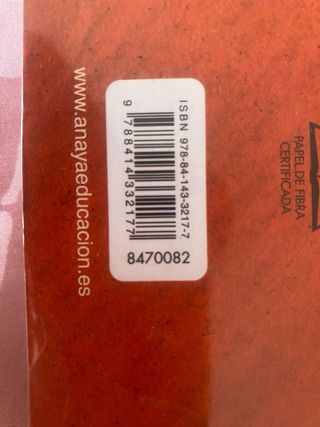 www.anayaeducacion.es
ISBN 978-84-143-3217-7
9 788414 332177
8470082
PAPEL DE FIBRA
CERTIFICADA